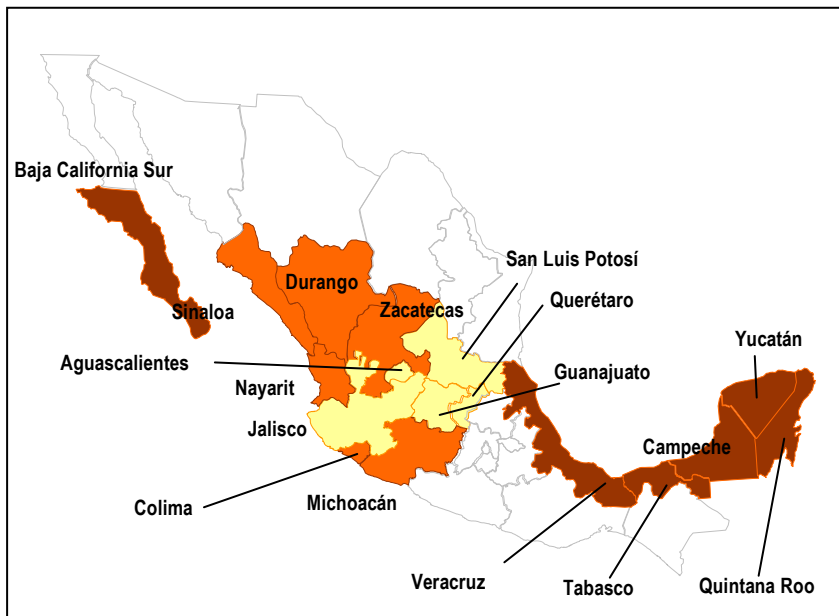 Baja California Sur
San Luis Potosí
Durango
Querétaro
Sinaloa
Zacatecas
Yucatán
Aguascalientes
Guanajuato
Nayarit
Jalisco
Campeche
Colima
Michoacán
Veracruz
Tabasco
Quintana Roo